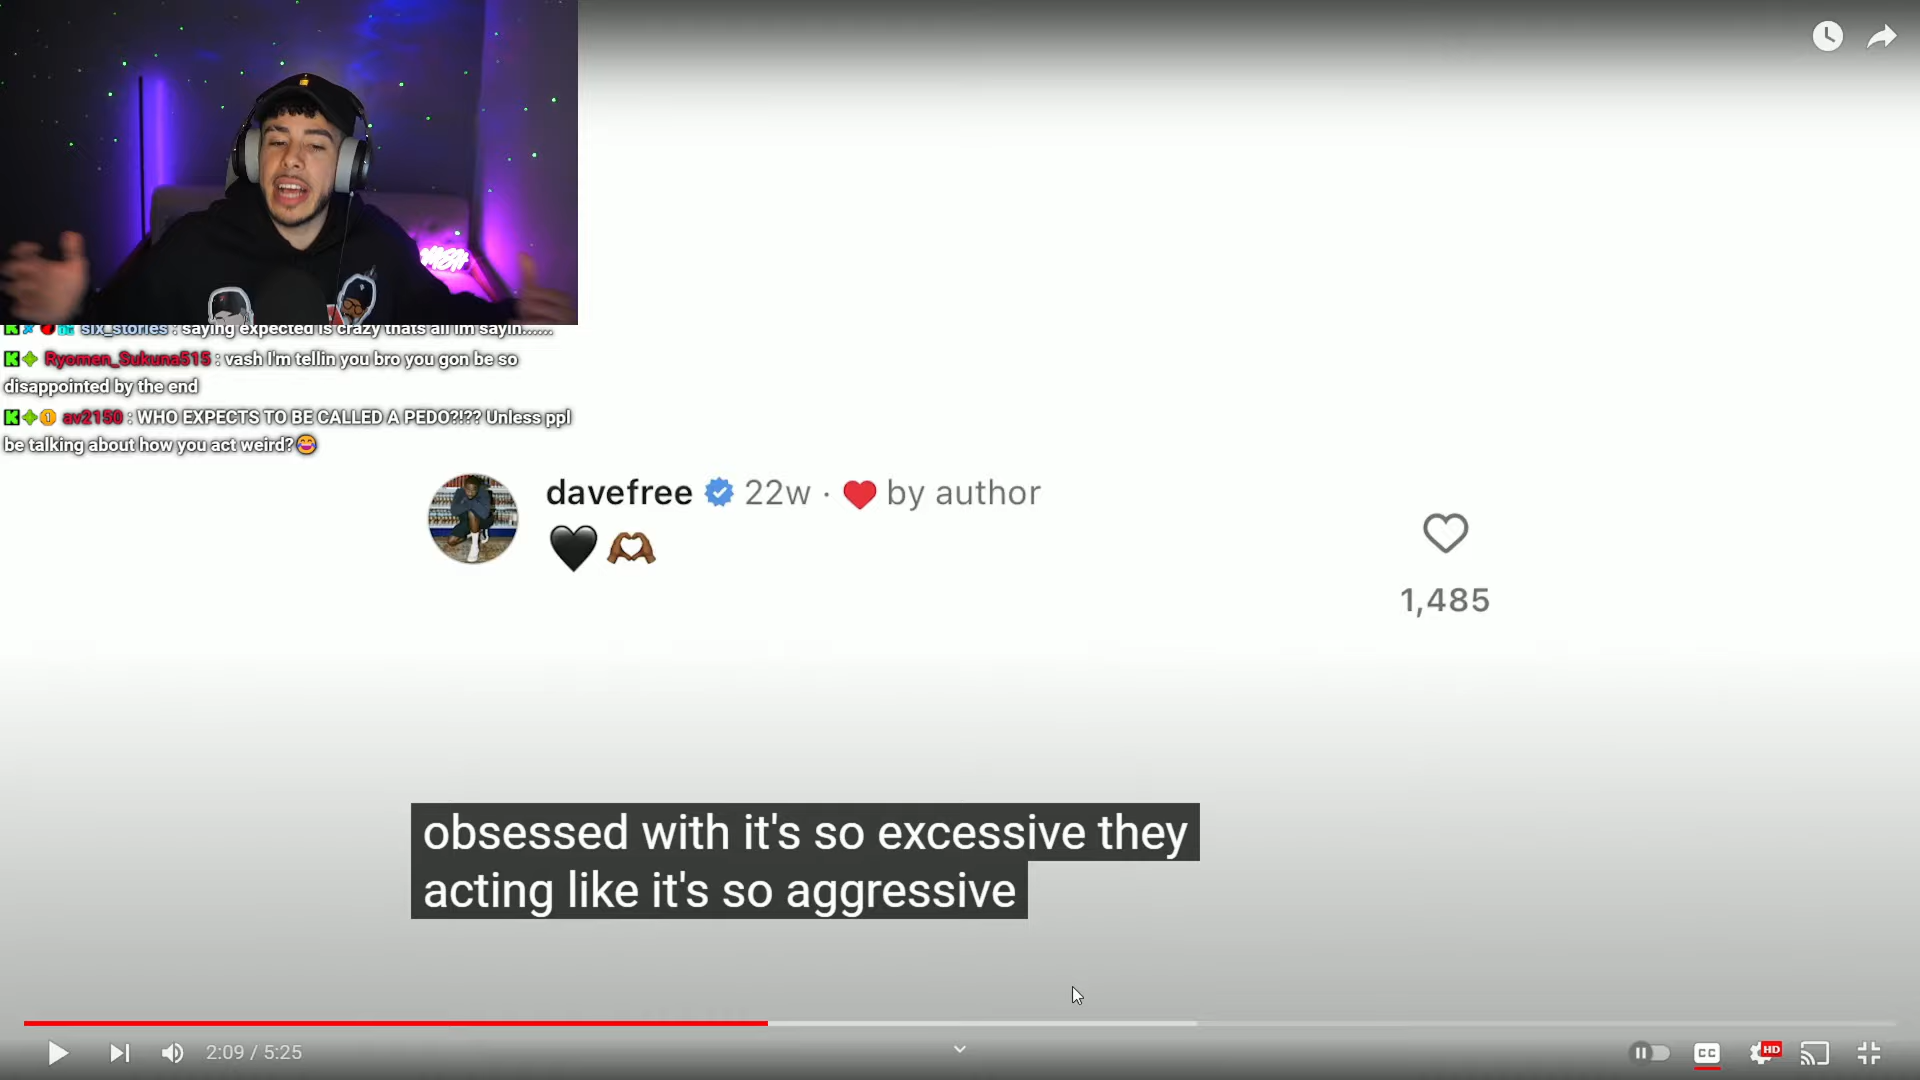 six_stories : saying expected is crazy thats all im sayin......
Ryomen_Sukuna515 : vash I'm tellin you bro you gon be so
disappointed by the end
av2150 : WHO EXPECTS TO BE CALLED A PEDO?!?? Unless ppl
be talking about how you act weird?😂
davefree 22w · ❤️ by author
🖤 🫶🏾
1,485
obsessed with it's so excessive they
acting like it's so aggressive
2:09 / 5:25
CC
HD